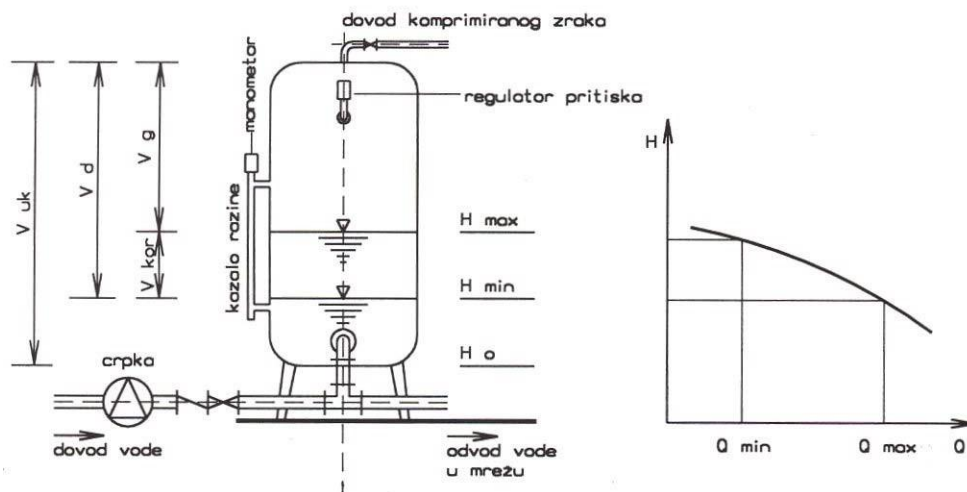 dovod komprimiranog zraka
manometor
regulator pritiska
V g
V d
V uk
V kor
kazalo razine
H max
H min
H o
crpka
dovod vode
odvod vode
u mrežu
H
Q min
Q max
Q